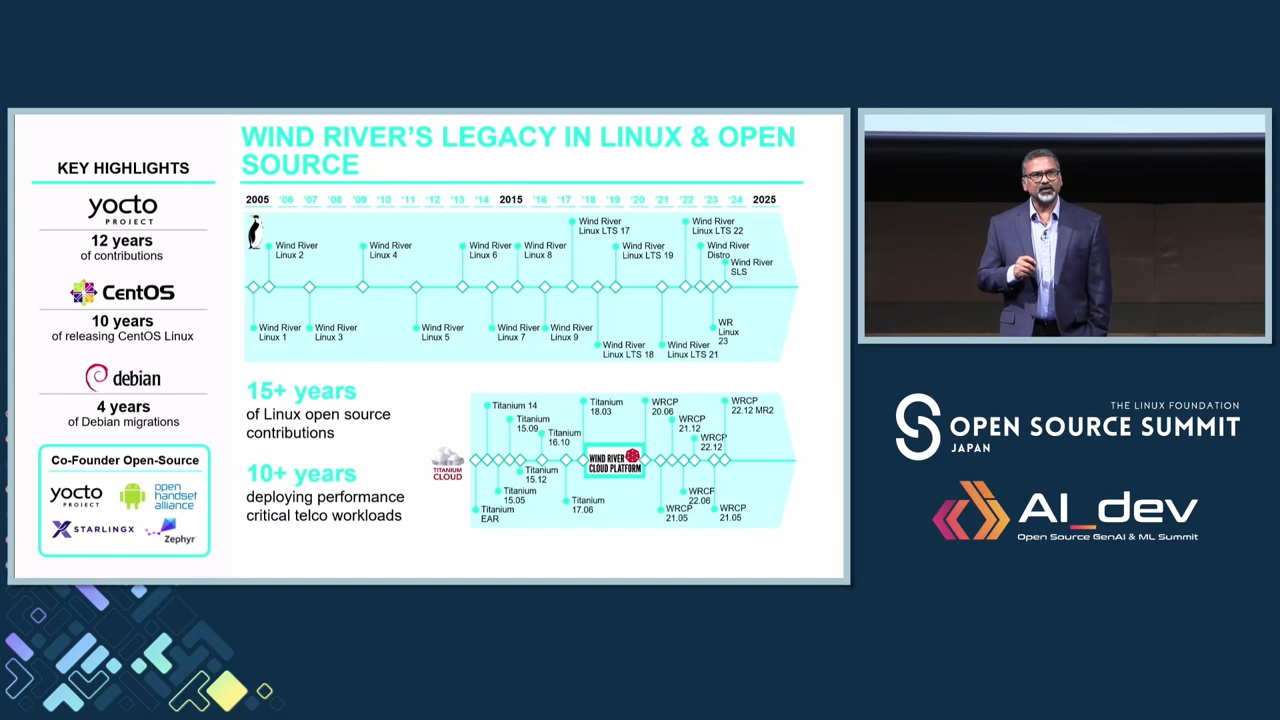 WIND RIVER'S LEGACY IN LINUX & OPEN
SOURCE
KEY HIGHLIGHTS
yocto
PROJECT
12 years
of contributions
CentOS
10 years
of releasing CentOS Linux
debian
4 years
of Debian migrations
Co-Founder Open-Source
yocto
PROJECT
open
handset
alliance
STARLINGX
Zephyr
2005 '06 '07 '08 '09 '10 '11 '12 '13 '14 2015 '16 '17 '18 '19 '20 '21 '22 '23 '24 2025
Wind River
Linux 2
Wind River
Linux 4
Wind River
Linux 6
Wind River
Linux 8
Wind River
Linux LTS 17
Wind River
Linux LTS 19
Wind River
Linux LTS 22
Wind River
Distro
Wind River
SLS
Wind River
Linux 1
Wind River
Linux 3
Wind River
Linux 5
Wind River
Linux 7
Wind River
Linux 9
Wind River
Linux LTS 18
Wind River
Linux LTS 21
WR
Linux
23
15+ years
of Linux open source
contributions
10+ years
deploying performance
critical telco workloads
TITANIUM
CLOUD
Titanium 14
Titanium
15.09
Titanium
16.10
Titanium
18.03
WRCP
20.06
WRCP
21.12
WRCP
22.12
WRCP
22.12 MR2
WIND RIVER
CLOUD PLATFORM
Titanium
EAR
Titanium
15.05
Titanium
15.12
Titanium
17.06
WRCP
21.05
WRCP
22.06
WRCP
21.05
THE LINUX FOUNDATION
OPEN SOURCE SUMMIT
JAPAN
AI_dev
Open Source GenAI & ML Summit